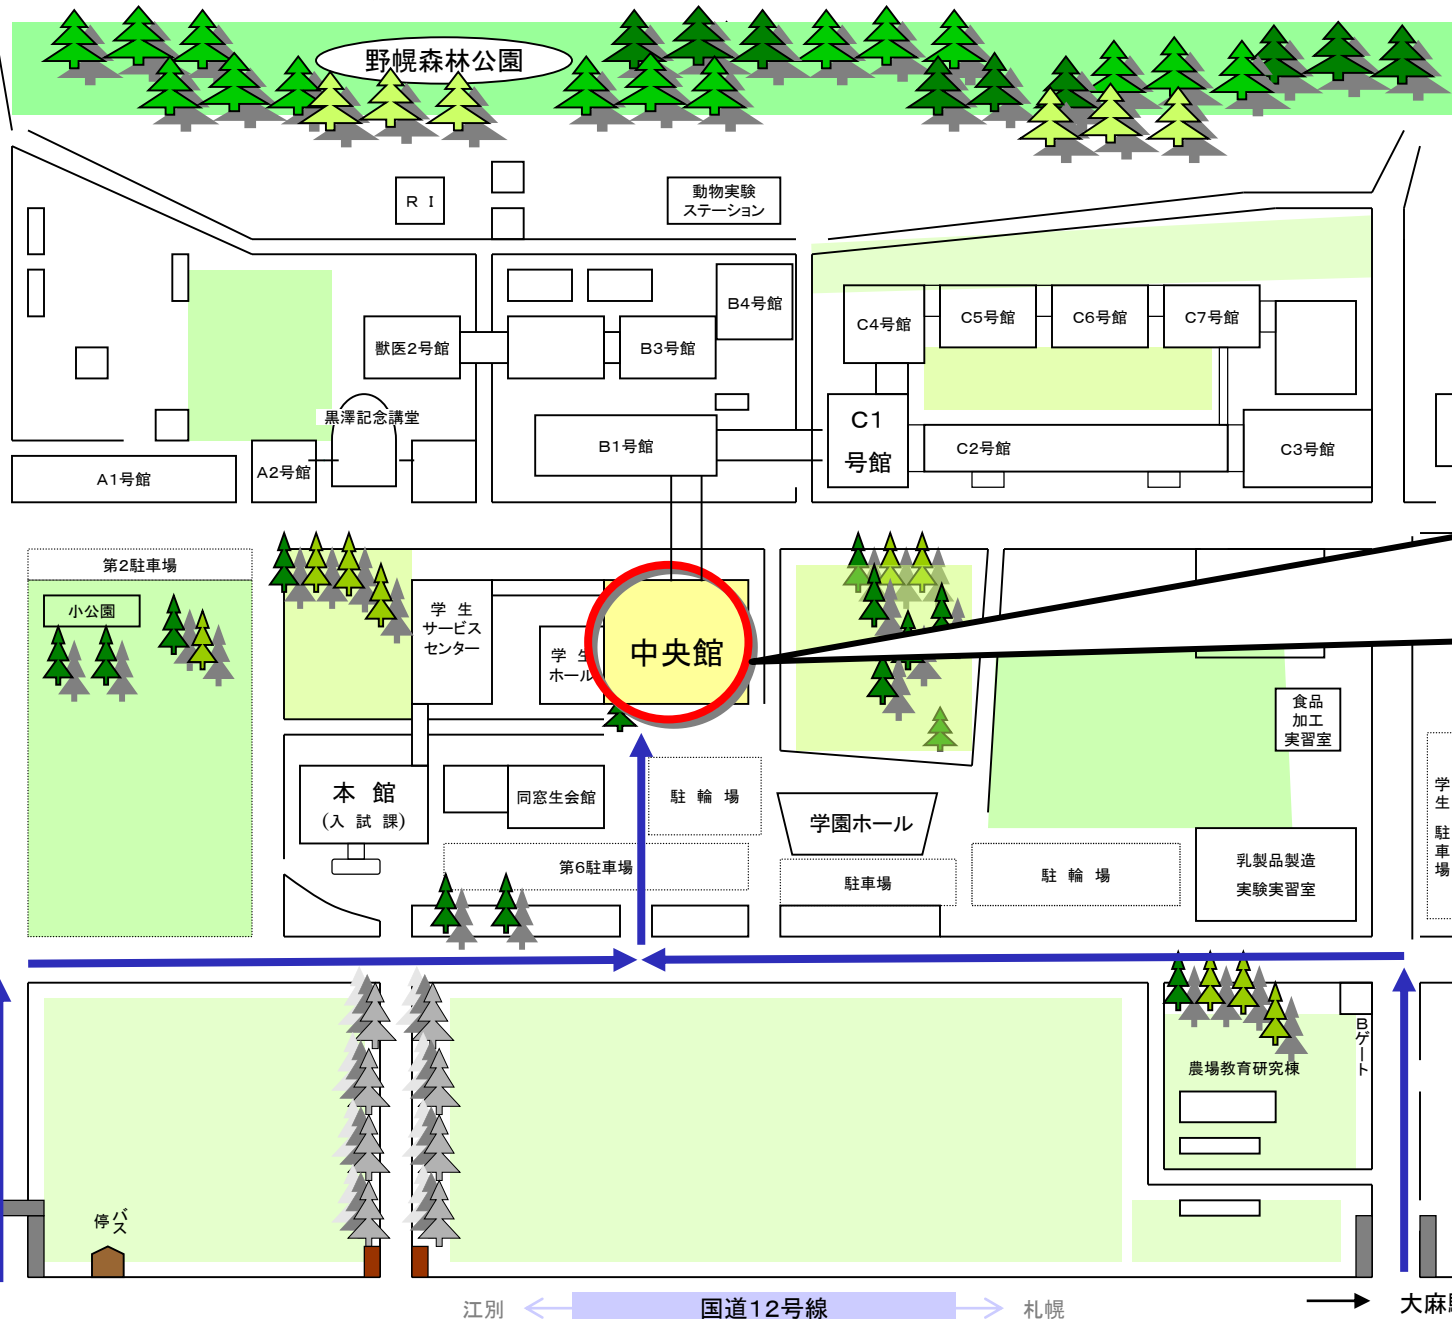 野幌森林公園
ＲＩ
動物実験
ステーション
B4号館
C4号館
C5号館
C6号館
C7号館
獣医2号館
B3号館
黒澤記念講堂
B1号館
C1
号館
C2号館
C3号館
A1号館
A2号館
第2駐車場
小公園
学生
サービス
センター
学生
ホール
中央館
食品
加工
実習室
本館
(入試課)
同窓生会館
駐輪場
学園ホール
学生駐車場
第6駐車場
駐車場
駐輪場
乳製品製造
実験実習室
Bゲート
農場教育研究棟
バス
停
江別
国道12号線
札幌
大麻